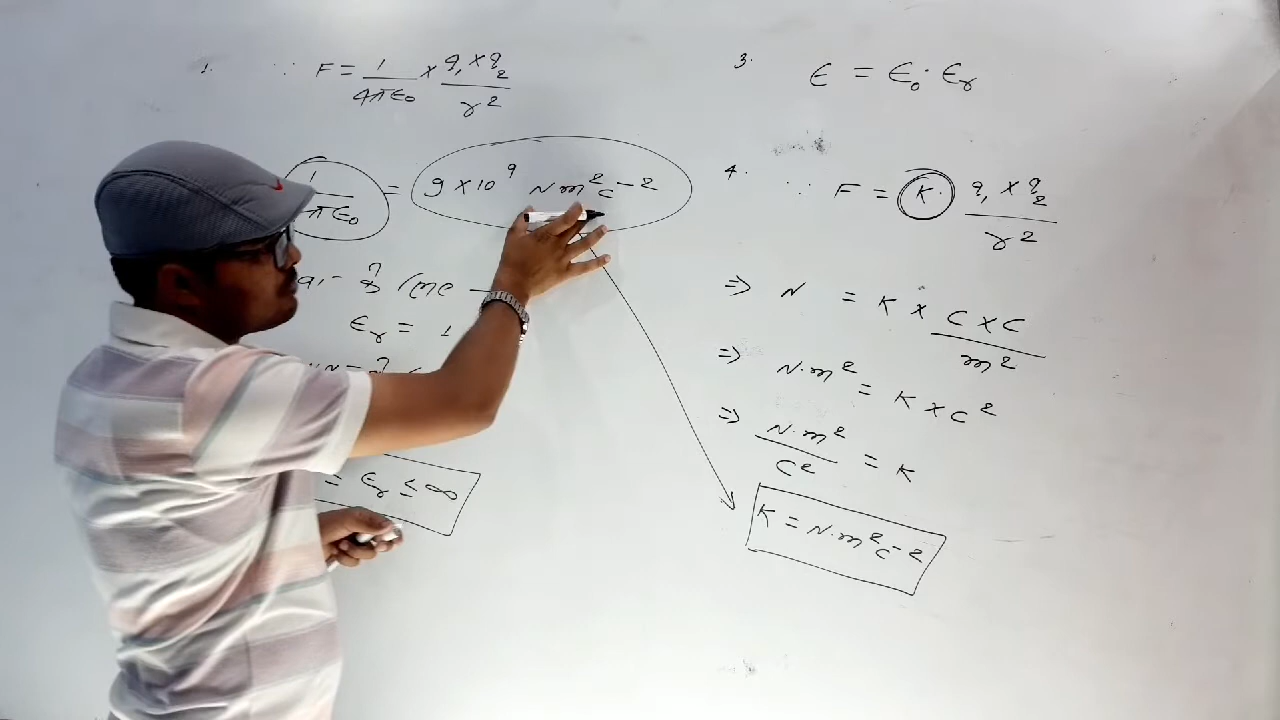 1. ∵ F = 1/4πε₀ × q₁ × q₂/r²
1/πε₀ = 9 × 10⁹ Nm²c⁻²
εᵣ = 1
= εᵣ ≤ ∞
3. ε = ε₀ · εᵣ
4. ∵ F = K · q₁ × q₂/r²
⇒ N = K × C × C/m²
⇒ N·m² = K × C²
⇒ N·m²/C² = K
K = N·m²c⁻²